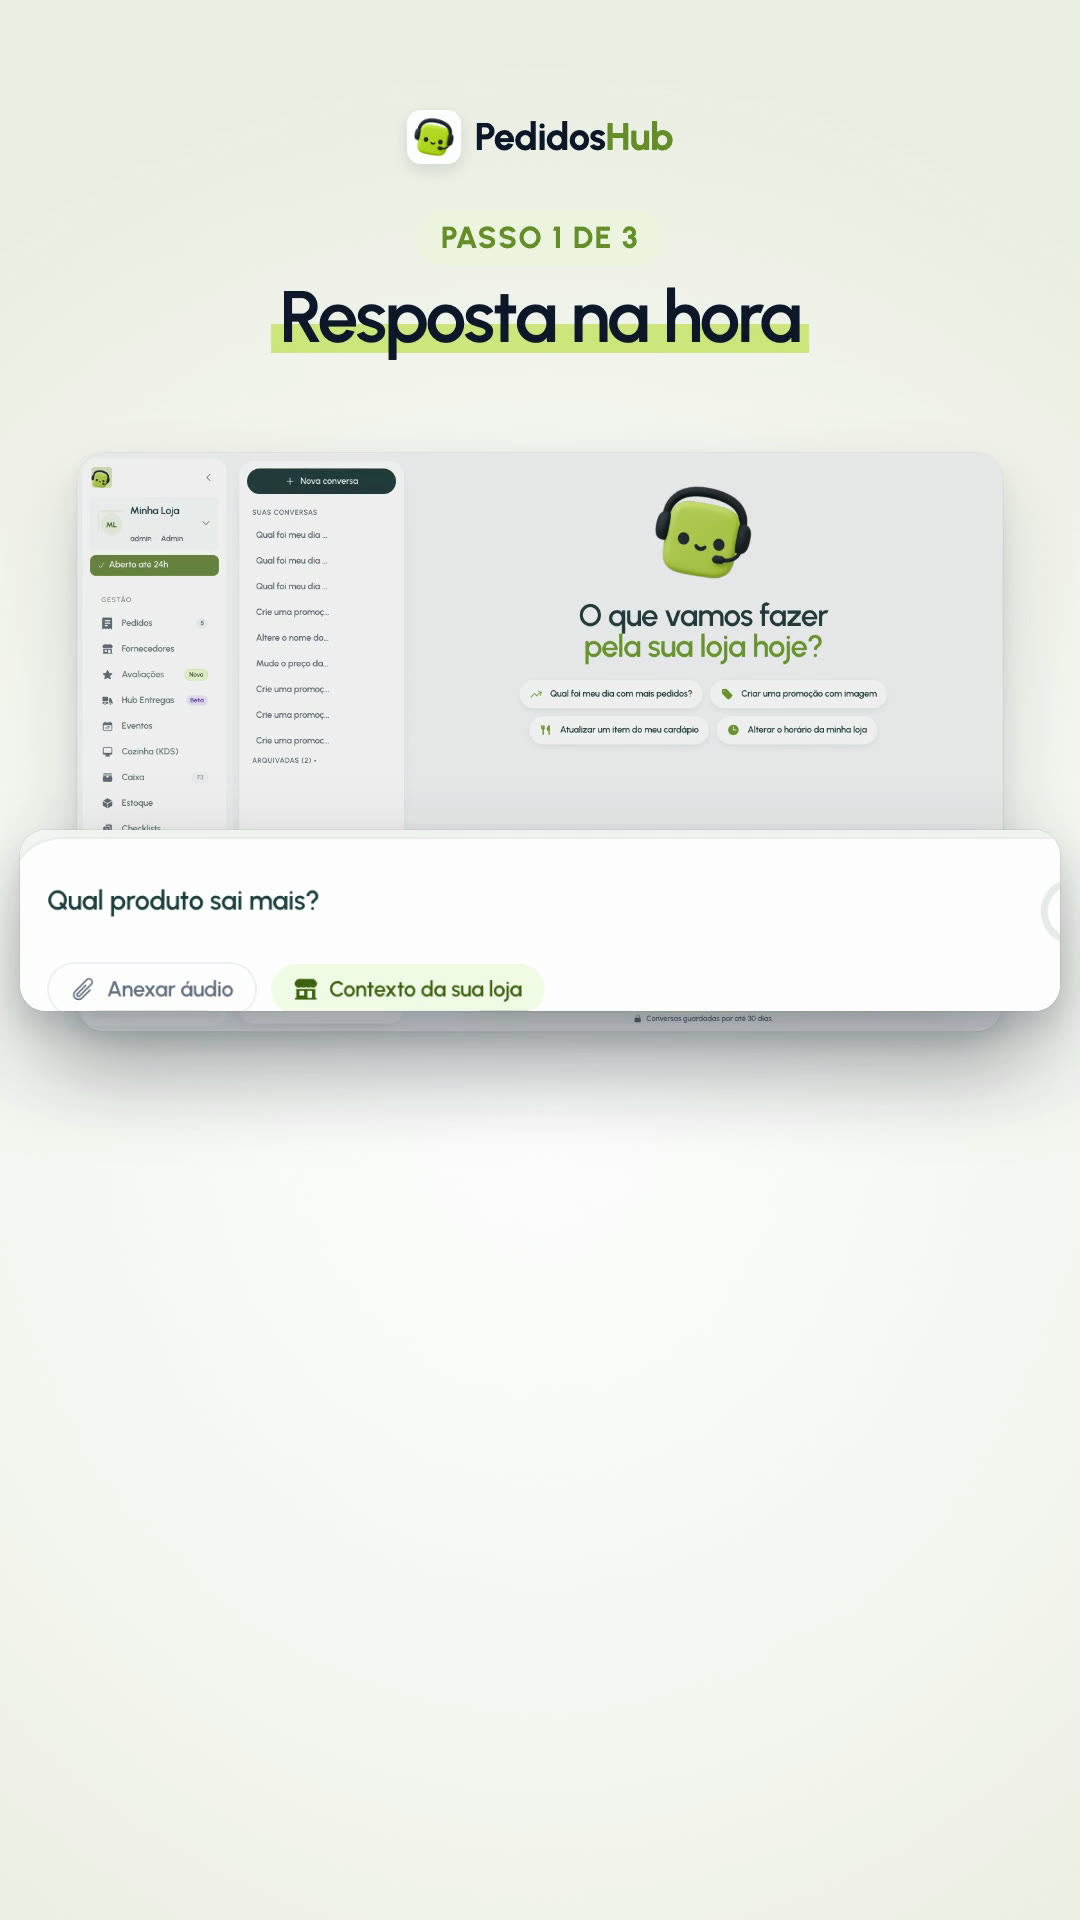 PedidosHub
PASSO 1 DE 3
Resposta na hora
Minha Loja
ML
admin · Admin
Aberto até 24h
GESTÃO
Pedidos 5
Fornecedores
Avaliações Novo
Hub Entregas Beta
Eventos
Cozinha (KDS)
Caixa F2
Estoque
Checklists
+ Nova conversa
SUAS CONVERSAS
Qual foi meu dia ...
Qual foi meu dia ...
Qual foi meu dia ...
Crie uma promoç...
Altere o nome do...
Mude o preço da...
Crie uma promoç...
Crie uma promoç...
Crie uma promoc...
ARQUIVADAS (2)
O que vamos fazer
pela sua loja hoje?
Qual foi meu dia com mais pedidos?
Criar uma promoção com imagem
Atualizar um item do meu cardápio
Alterar o horário da minha loja
Qual produto sai mais?
Anexar áudio
Contexto da sua loja
Conversas guardadas por até 30 dias.